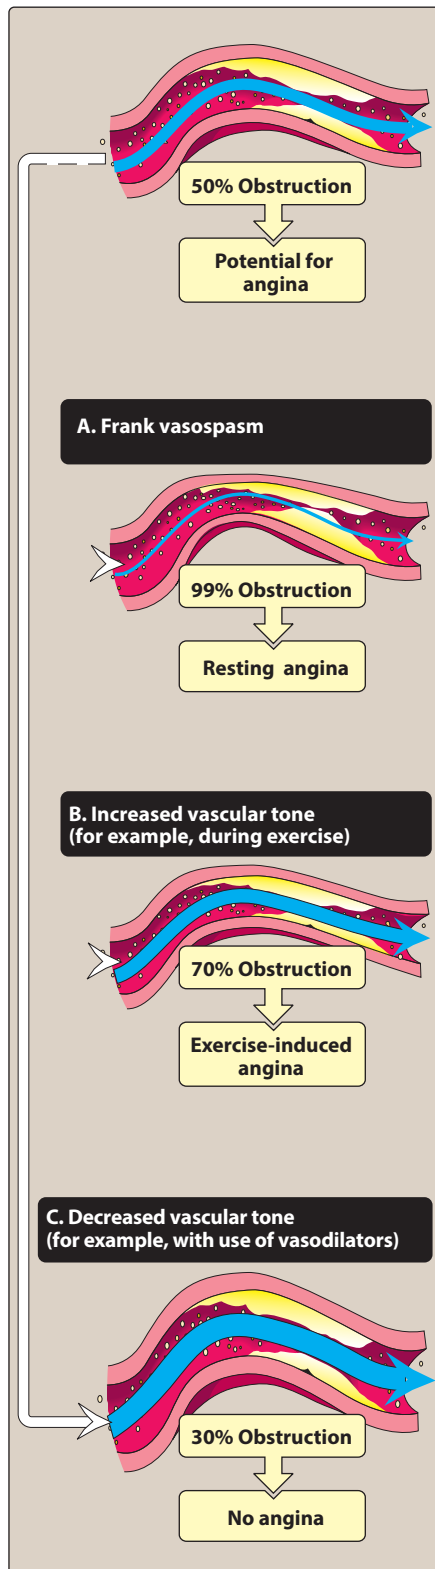 50% Obstruction
Potential for
angina
A. Frank vasospasm
99% Obstruction
Resting angina
B. Increased vascular tone
(for example, during exercise)
70% Obstruction
Exercise-induced
angina
C. Decreased vascular tone
(for example, with use of vasodilators)
30% Obstruction
No angina